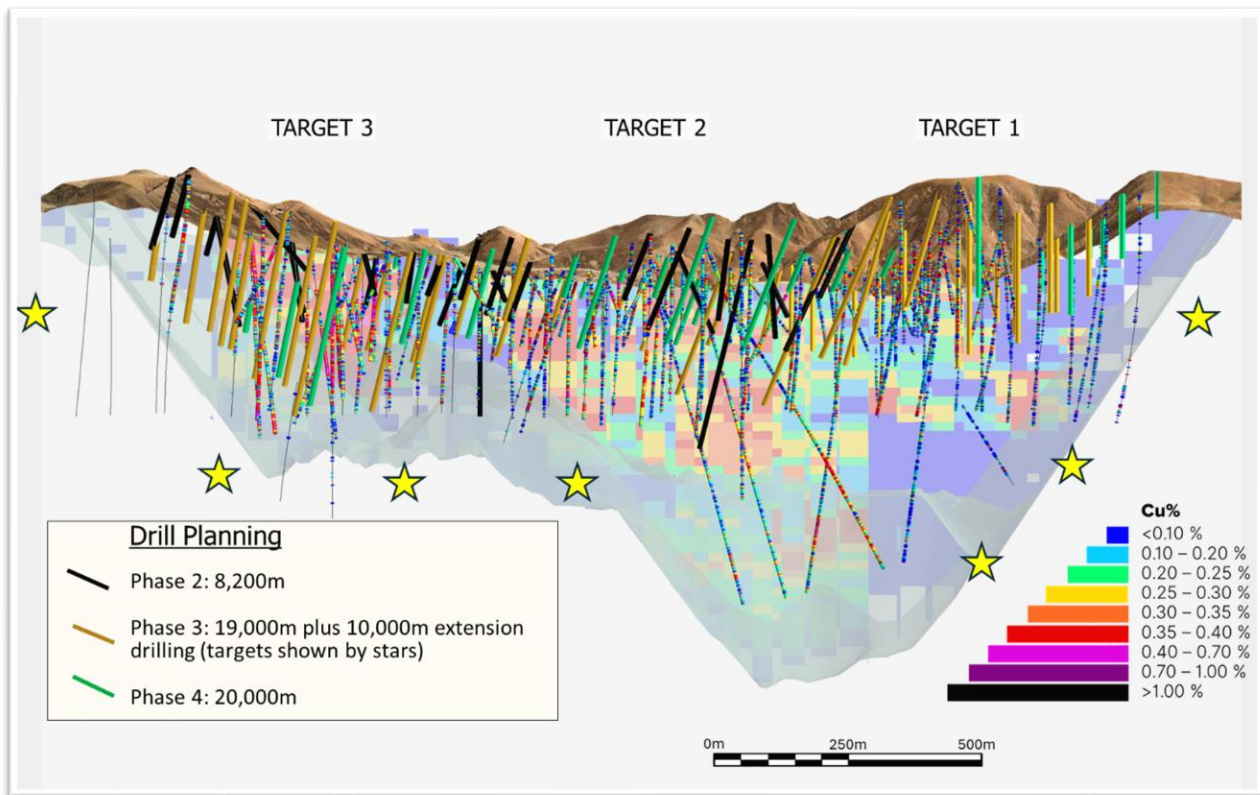 TARGET 3
TARGET 2
TARGET 1
Drill Planning
Phase 2: 8,200m
Phase 3: 19,000m plus 10,000m extension
drilling (targets shown by stars)
Phase 4: 20,000m
Cu%
<0.10 %
0.10 – 0.20 %
0.20 – 0.25 %
0.25 – 0.30 %
0.30 – 0.35 %
0.35 – 0.40 %
0.40 – 0.70 %
0.70 – 1.00 %
>1.00 %
0m 250m 500m